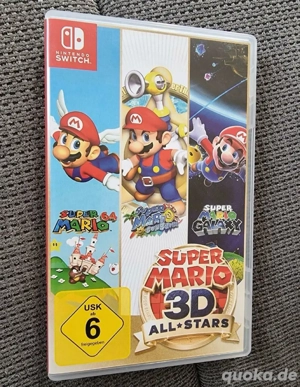 NINTENDO
SWITCH™
SUPER
MARIO 64
SUPER
MARIO
SUNSHINE
SUPER
MARIO
GALAXY
SUPER
MARIO
3D
ALL★STARS
USK
ab
6
freigegeben
quoka.de